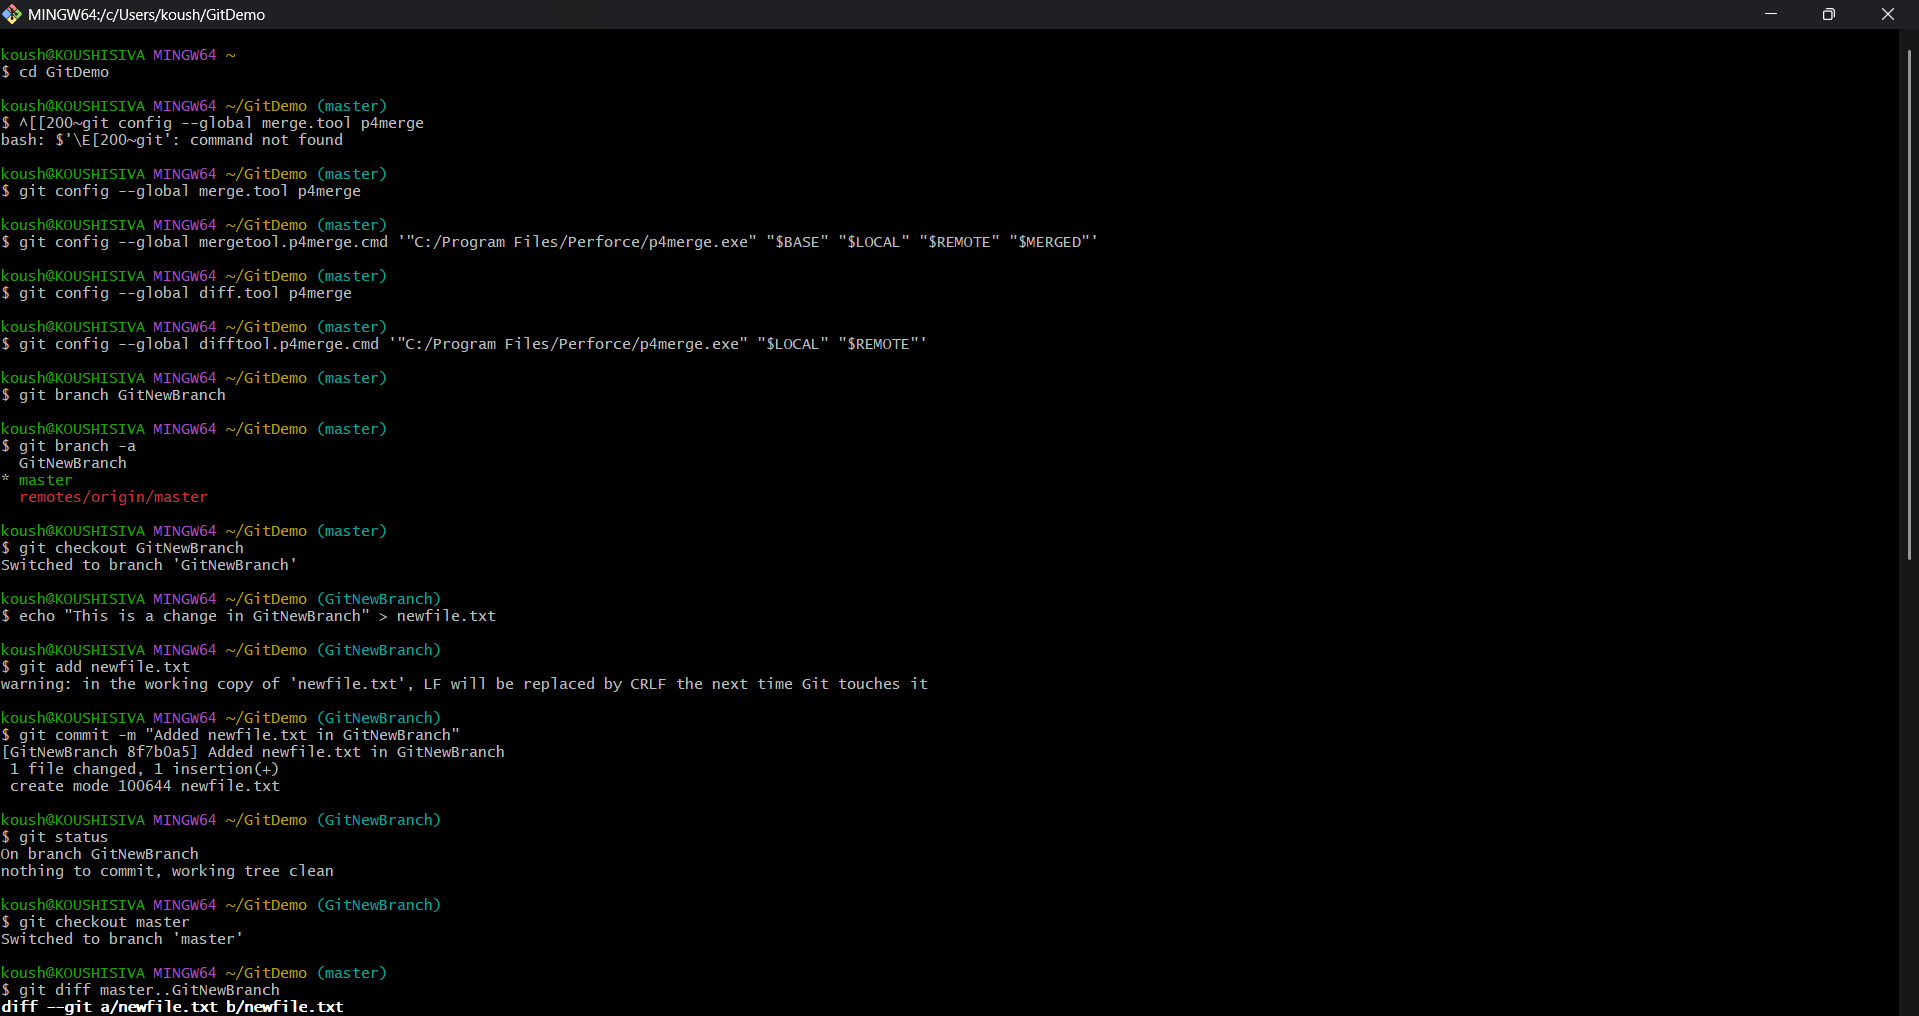 MINGW64:/c/Users/koush/GitDemo
koush@KOUSHISIVA MINGW64 ~
$ cd GitDemo
koush@KOUSHISIVA MINGW64 ~/GitDemo (master)
$ ^[[200~git config --global merge.tool p4merge
bash: $'\E[200~git': command not found
koush@KOUSHISIVA MINGW64 ~/GitDemo (master)
$ git config --global merge.tool p4merge
koush@KOUSHISIVA MINGW64 ~/GitDemo (master)
$ git config --global mergetool.p4merge.cmd '"C:/Program Files/Perforce/p4merge.exe" "$BASE" "$LOCAL" "$REMOTE" "$MERGED"'
koush@KOUSHISIVA MINGW64 ~/GitDemo (master)
$ git config --global diff.tool p4merge
koush@KOUSHISIVA MINGW64 ~/GitDemo (master)
$ git config --global difftool.p4merge.cmd '"C:/Program Files/Perforce/p4merge.exe" "$LOCAL" "$REMOTE"'
koush@KOUSHISIVA MINGW64 ~/GitDemo (master)
$ git branch GitNewBranch
koush@KOUSHISIVA MINGW64 ~/GitDemo (master)
$ git branch -a
  GitNewBranch
* master
  remotes/origin/master
koush@KOUSHISIVA MINGW64 ~/GitDemo (master)
$ git checkout GitNewBranch
Switched to branch 'GitNewBranch'
koush@KOUSHISIVA MINGW64 ~/GitDemo (GitNewBranch)
$ echo "This is a change in GitNewBranch" > newfile.txt
koush@KOUSHISIVA MINGW64 ~/GitDemo (GitNewBranch)
$ git add newfile.txt
warning: in the working copy of 'newfile.txt', LF will be replaced by CRLF the next time Git touches it
koush@KOUSHISIVA MINGW64 ~/GitDemo (GitNewBranch)
$ git commit -m "Added newfile.txt in GitNewBranch"
[GitNewBranch 8f7b0a5] Added newfile.txt in GitNewBranch
 1 file changed, 1 insertion(+)
 create mode 100644 newfile.txt
koush@KOUSHISIVA MINGW64 ~/GitDemo (GitNewBranch)
$ git status
On branch GitNewBranch
nothing to commit, working tree clean
koush@KOUSHISIVA MINGW64 ~/GitDemo (GitNewBranch)
$ git checkout master
Switched to branch 'master'
koush@KOUSHISIVA MINGW64 ~/GitDemo (master)
$ git diff master..GitNewBranch
diff --git a/newfile.txt b/newfile.txt